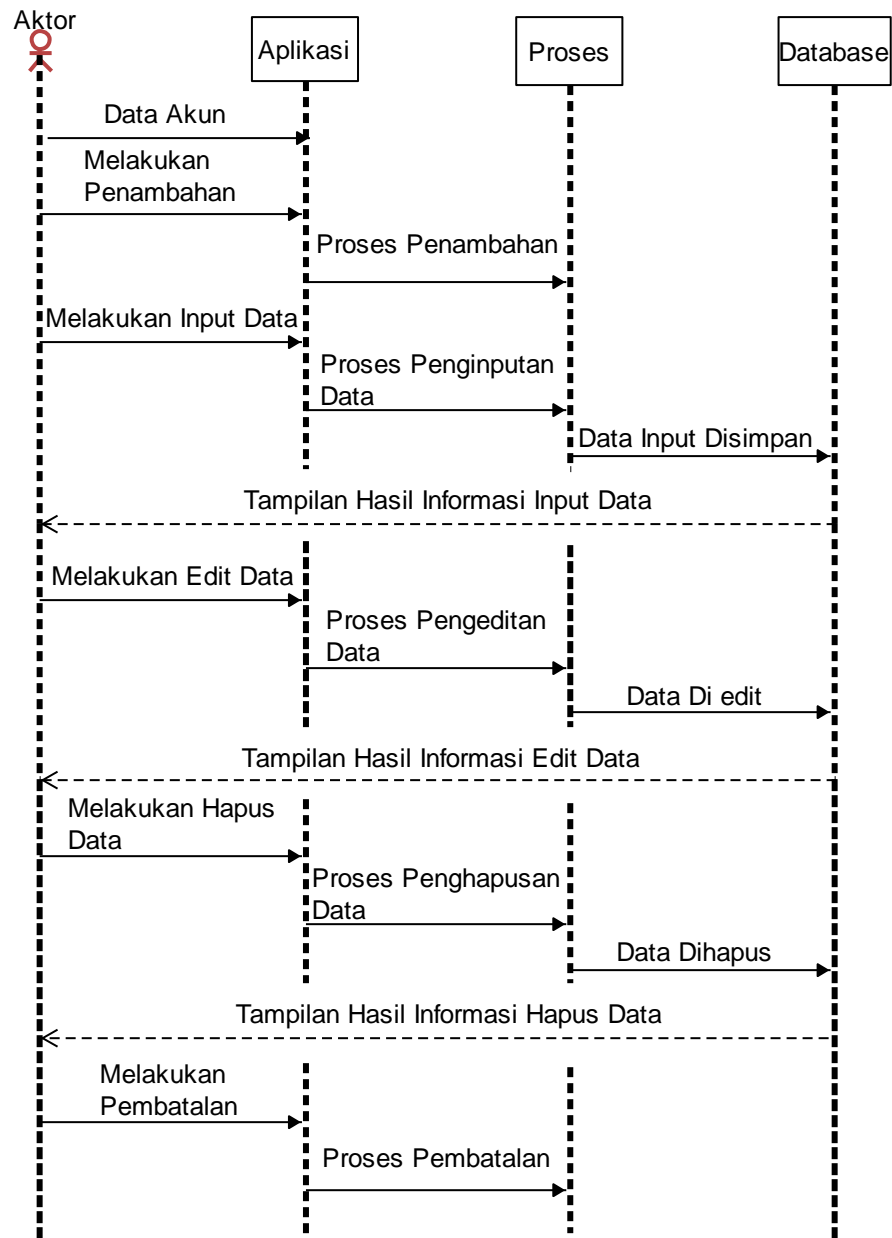 Aktor
Aplikasi
Proses
Database
Data Akun
Melakukan
Penambahan
Proses Penambahan
Melakukan Input Data
Proses Penginputan
Data
Data Input Disimpan
Tampilan Hasil Informasi Input Data
Melakukan Edit Data
Proses Pengeditan
Data
Data Di edit
Tampilan Hasil Informasi Edit Data
Melakukan Hapus
Data
Proses Penghapusan
Data
Data Dihapus
Tampilan Hasil Informasi Hapus Data
Melakukan
Pembatalan
Proses Pembatalan